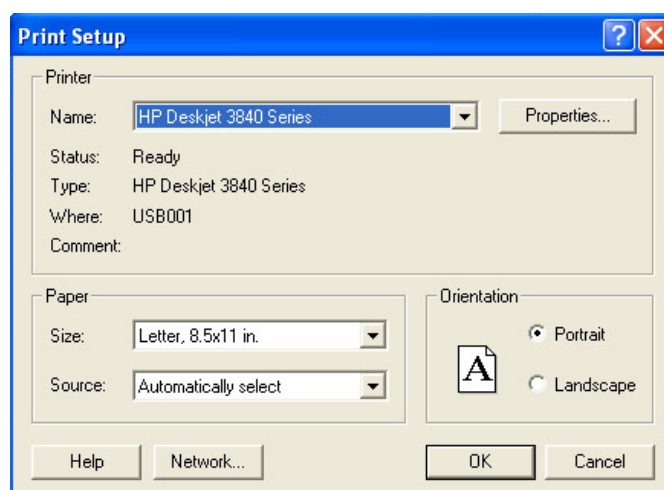 Print Setup
Printer
Name: HP Deskjet 3840 Series Properties...
Status: Ready
Type: HP Deskjet 3840 Series
Where: USB001
Comment:
Paper
Size: Letter, 8.5x11 in.
Source: Automatically select
Orientation
A
Portrait
Landscape
Help Network... OK Cancel